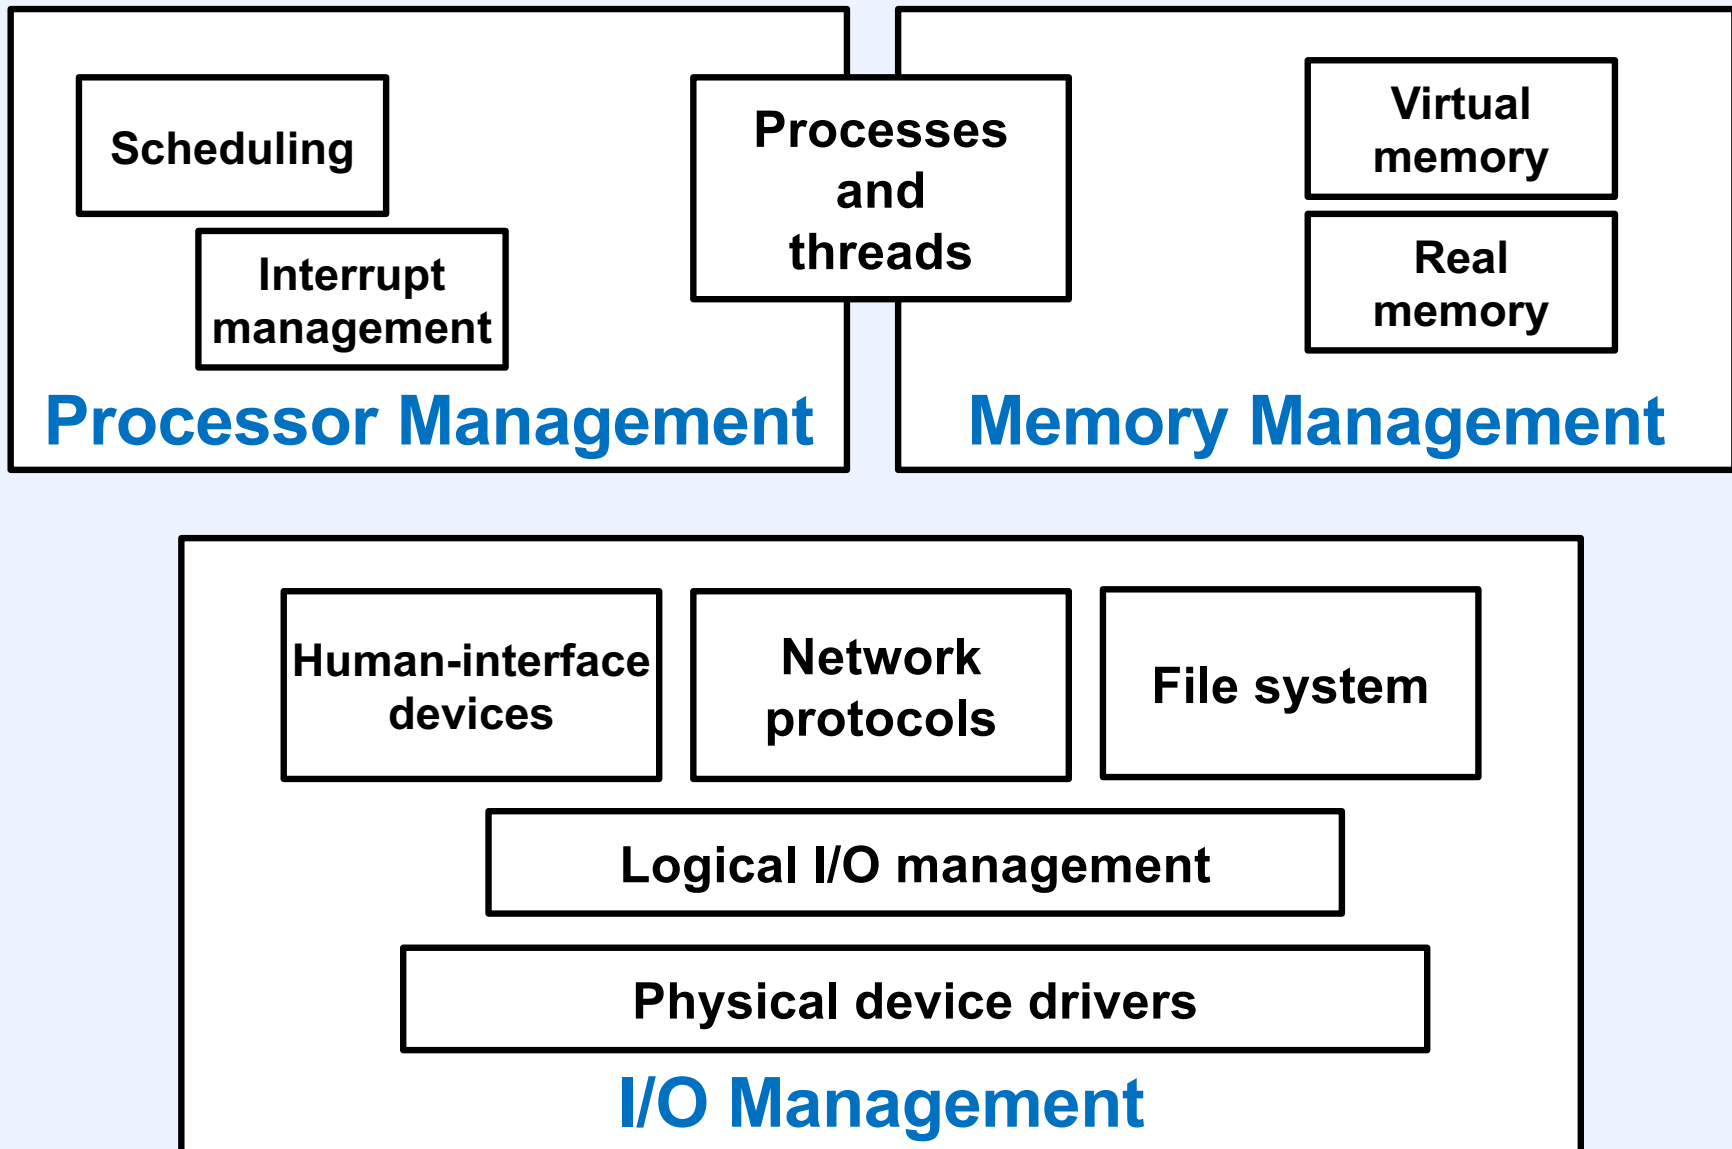 Scheduling
Interrupt
management
Processor Management
Processes
and
threads
Virtual
memory
Real
memory
Memory Management
Human-interface
devices
Network
protocols
File system
Logical I/O management
Physical device drivers
I/O Management